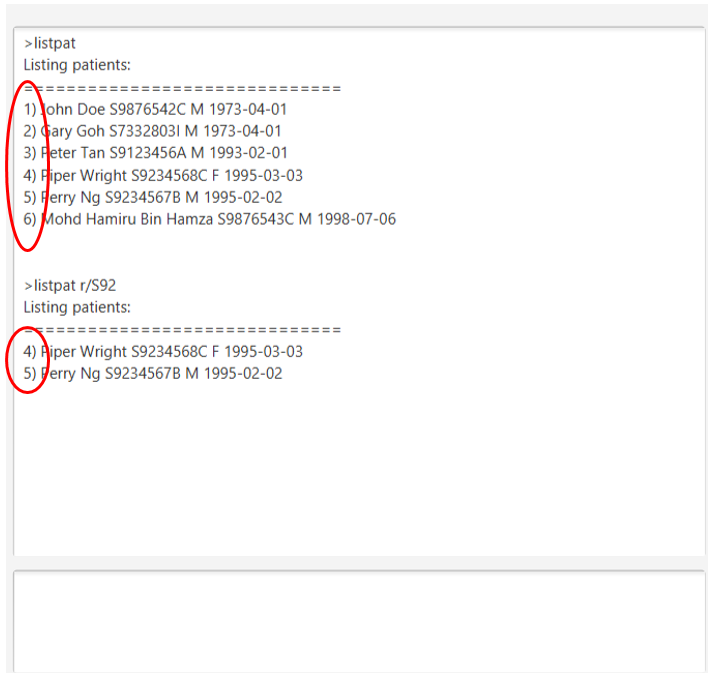 >listpat
Listing patients:
==============================
1) John Doe S9876542C M 1973-04-01
2) Gary Goh S7332803I M 1973-04-01
3) Peter Tan S9123456A M 1993-02-01
4) Piper Wright S9234568C F 1995-03-03
5) Perry Ng S9234567B M 1995-02-02
6) Mohd Hamiru Bin Hamza S9876543C M 1998-07-06
>listpat r/S92
Listing patients:
==============================
4) Piper Wright S9234568C F 1995-03-03
5) Perry Ng S9234567B M 1995-02-02